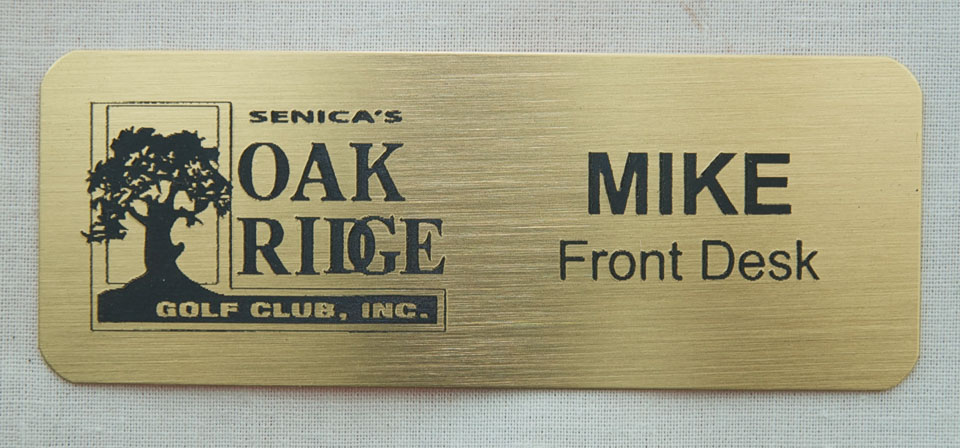 SENICA'S
OAK
RIDGE
GOLF CLUB, INC.
MIKE
Front Desk